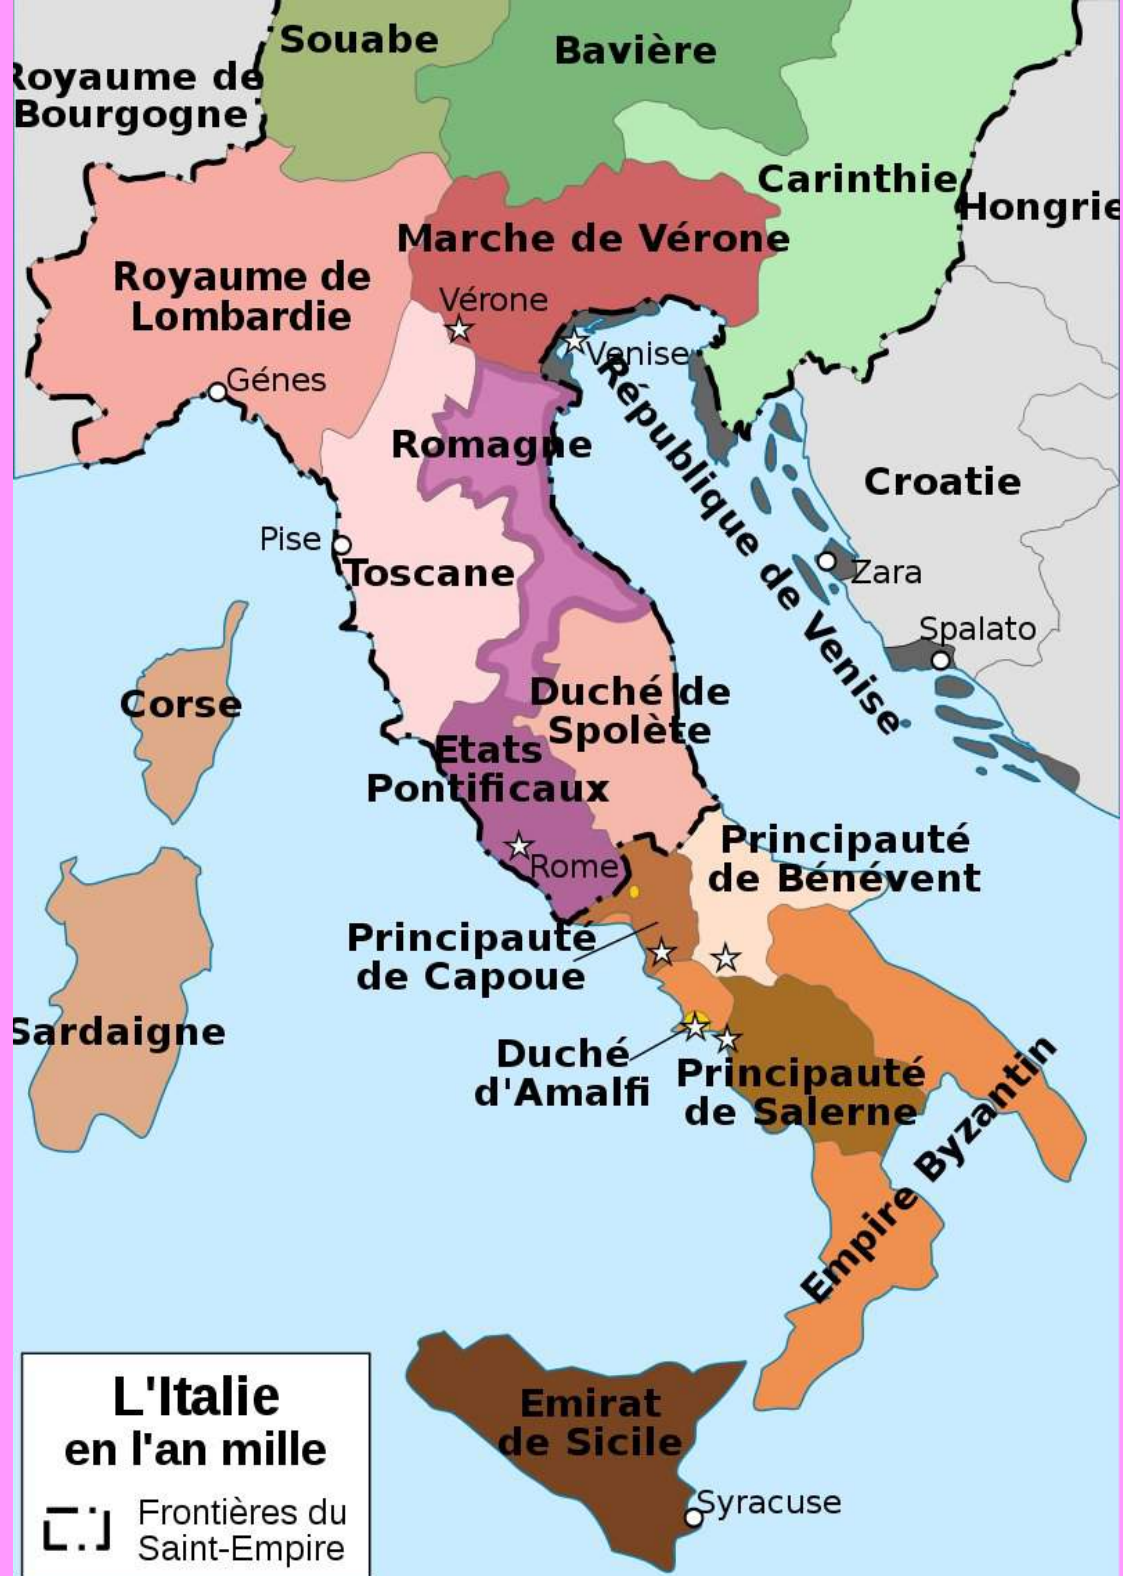 Souabe
Bavière
Royaume de
Bourgogne
Carinthie
Hongrie
Marche de Vérone
Royaume de
Lombardie
Vérone
Venise
Génes
République de Venise
Romagne
Croatie
Pise
Toscane
Zara
Spalato
Corse
Duché de
Spolète
Etats
Pontificaux
Rome
Principauté
de Bénévent
Principauté
de Capoue
Sardaigne
Duché
d'Amalfi
Principauté
de Salerne
Empire Byzantin
Emirat
de Sicile
Syracuse
L'Italie
en l'an mille
Frontières du
Saint-Empire